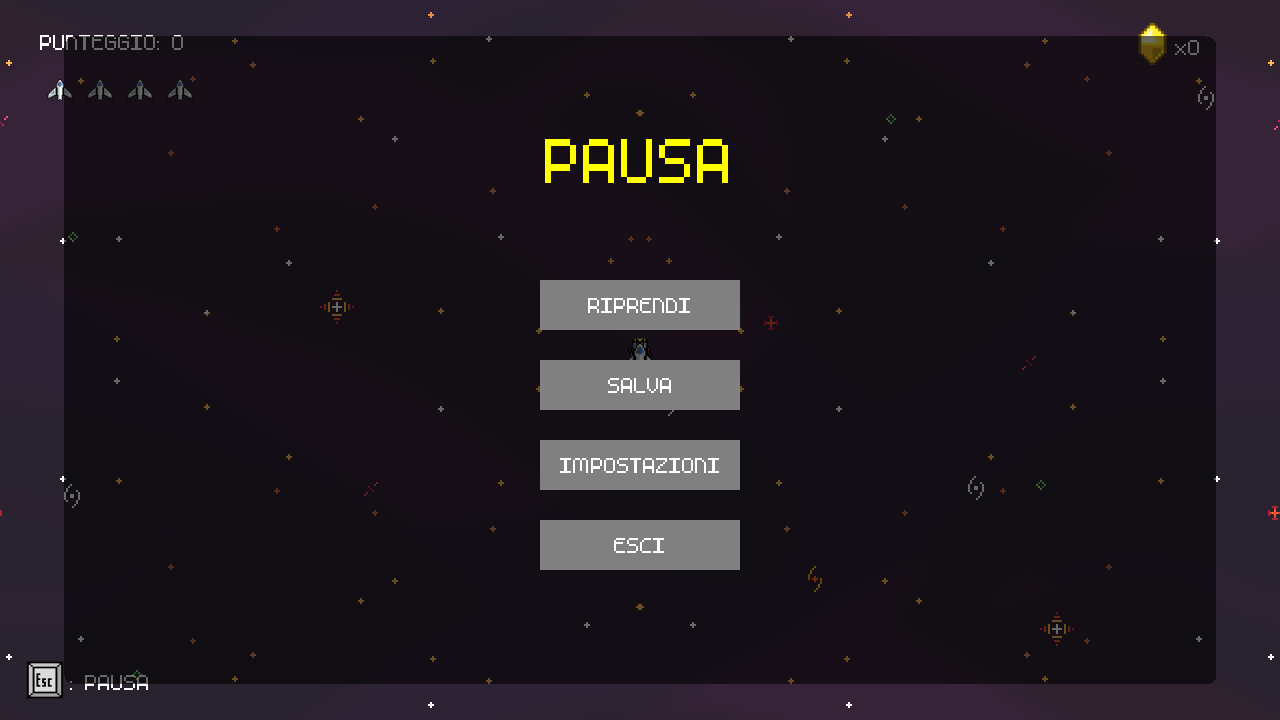 PUNTEGGIO: 0
x0
PAUSA
RIPRENDI
SALVA
IMPOSTAZIONI
ESCI
Esc : PAUSA